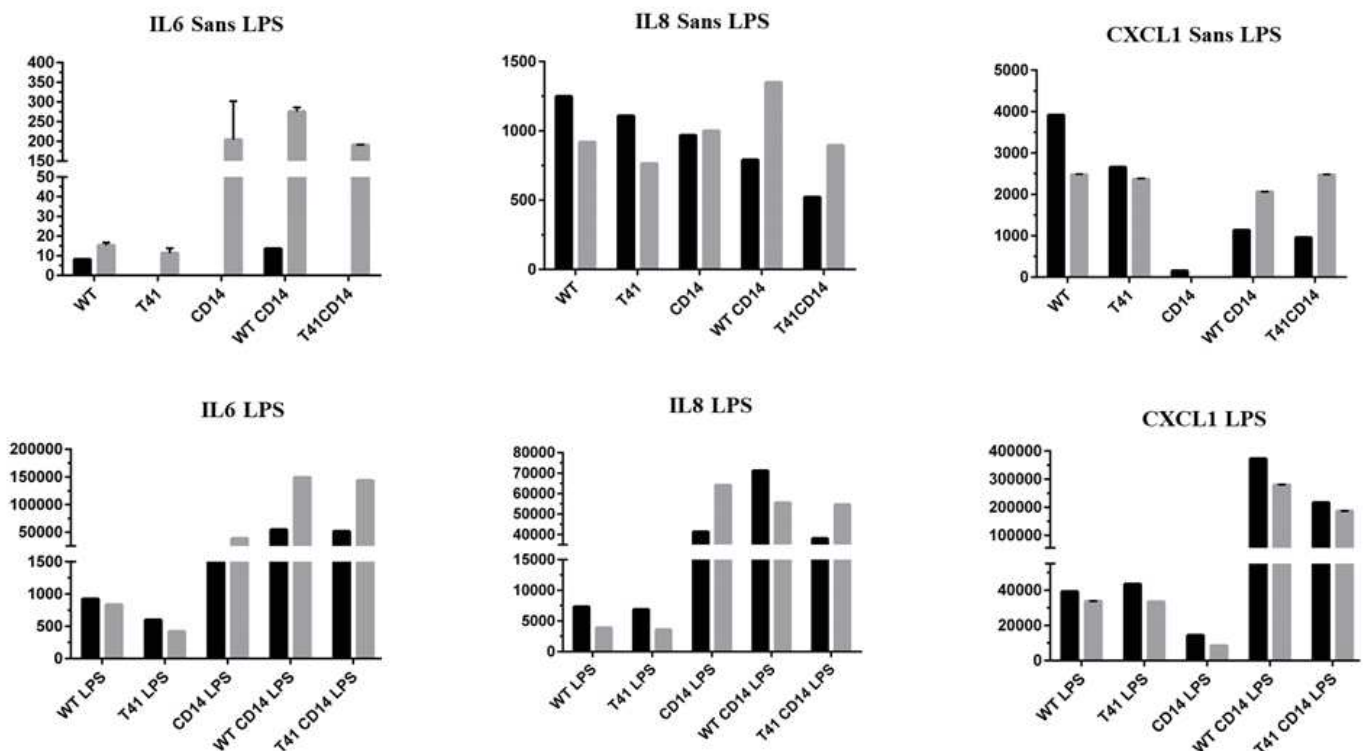 IL6 Sans LPS
400
350
300
250
200
150
50
40
30
20
10
0
WT
T41
CD14
WT CD14
T41CD14
IL8 Sans LPS
1500
1000
500
0
WT
T41
CD14
WT CD14
T41CD14
CXCL1 Sans LPS
5000
4000
3000
2000
1000
0
WT
T41
CD14
WT CD14
T41CD14
IL6 LPS
200000
150000
100000
50000
1500
1000
500
0
WT LPS
T41 LPS
CD14 LPS
WT CD14 LPS
T41 CD14 LPS
IL8 LPS
80000
70000
60000
50000
40000
15000
10000
5000
0
WT LPS
T41 LPS
CD14 LPS
WT CD14 LPS
T41 CD14 LPS
CXCL1 LPS
400000
300000
200000
100000
40000
20000
0
WT LPS
T41 LPS
CD14 LPS
WT CD14 LPS
T41 CD14 LPS